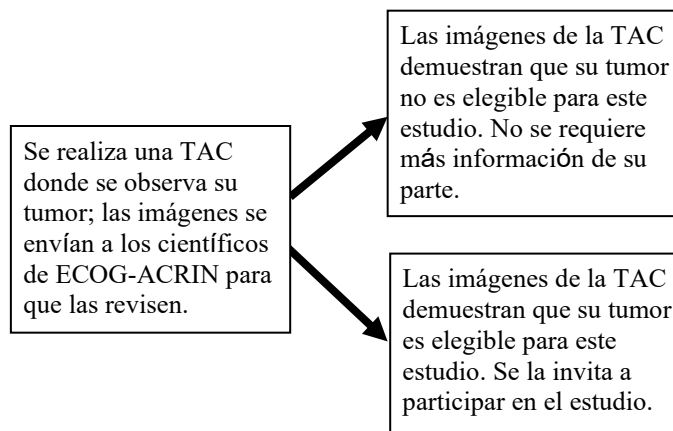 Se realiza una TAC
donde se observa su
tumor; las imágenes se
envían a los científicos
de ECOG-ACRIN para
que las revisen.
Las imágenes de la TAC
demuestran que su tumor
no es elegible para este
estudio. No se requiere
más información de su
parte.
Las imágenes de la TAC
demuestran que su tumor
es elegible para este
estudio. Se la invita a
participar en el estudio.